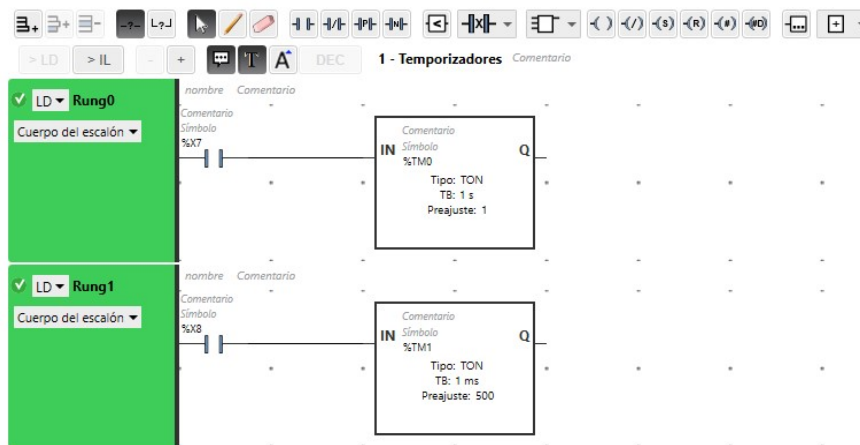 > LD > IL - + T A DEC 1 - Temporizadores Comentario
LD Rung0
Cuerpo del escalón
nombre Comentario
Comentario
Símbolo
%X7
Comentario
Símbolo
IN %TM0 Q
Tipo: TON
TB: 1 s
Preajuste: 1
LD Rung1
Cuerpo del escalón
nombre Comentario
Comentario
Símbolo
%X8
Comentario
Símbolo
IN %TM1 Q
Tipo: TON
TB: 1 ms
Preajuste: 500